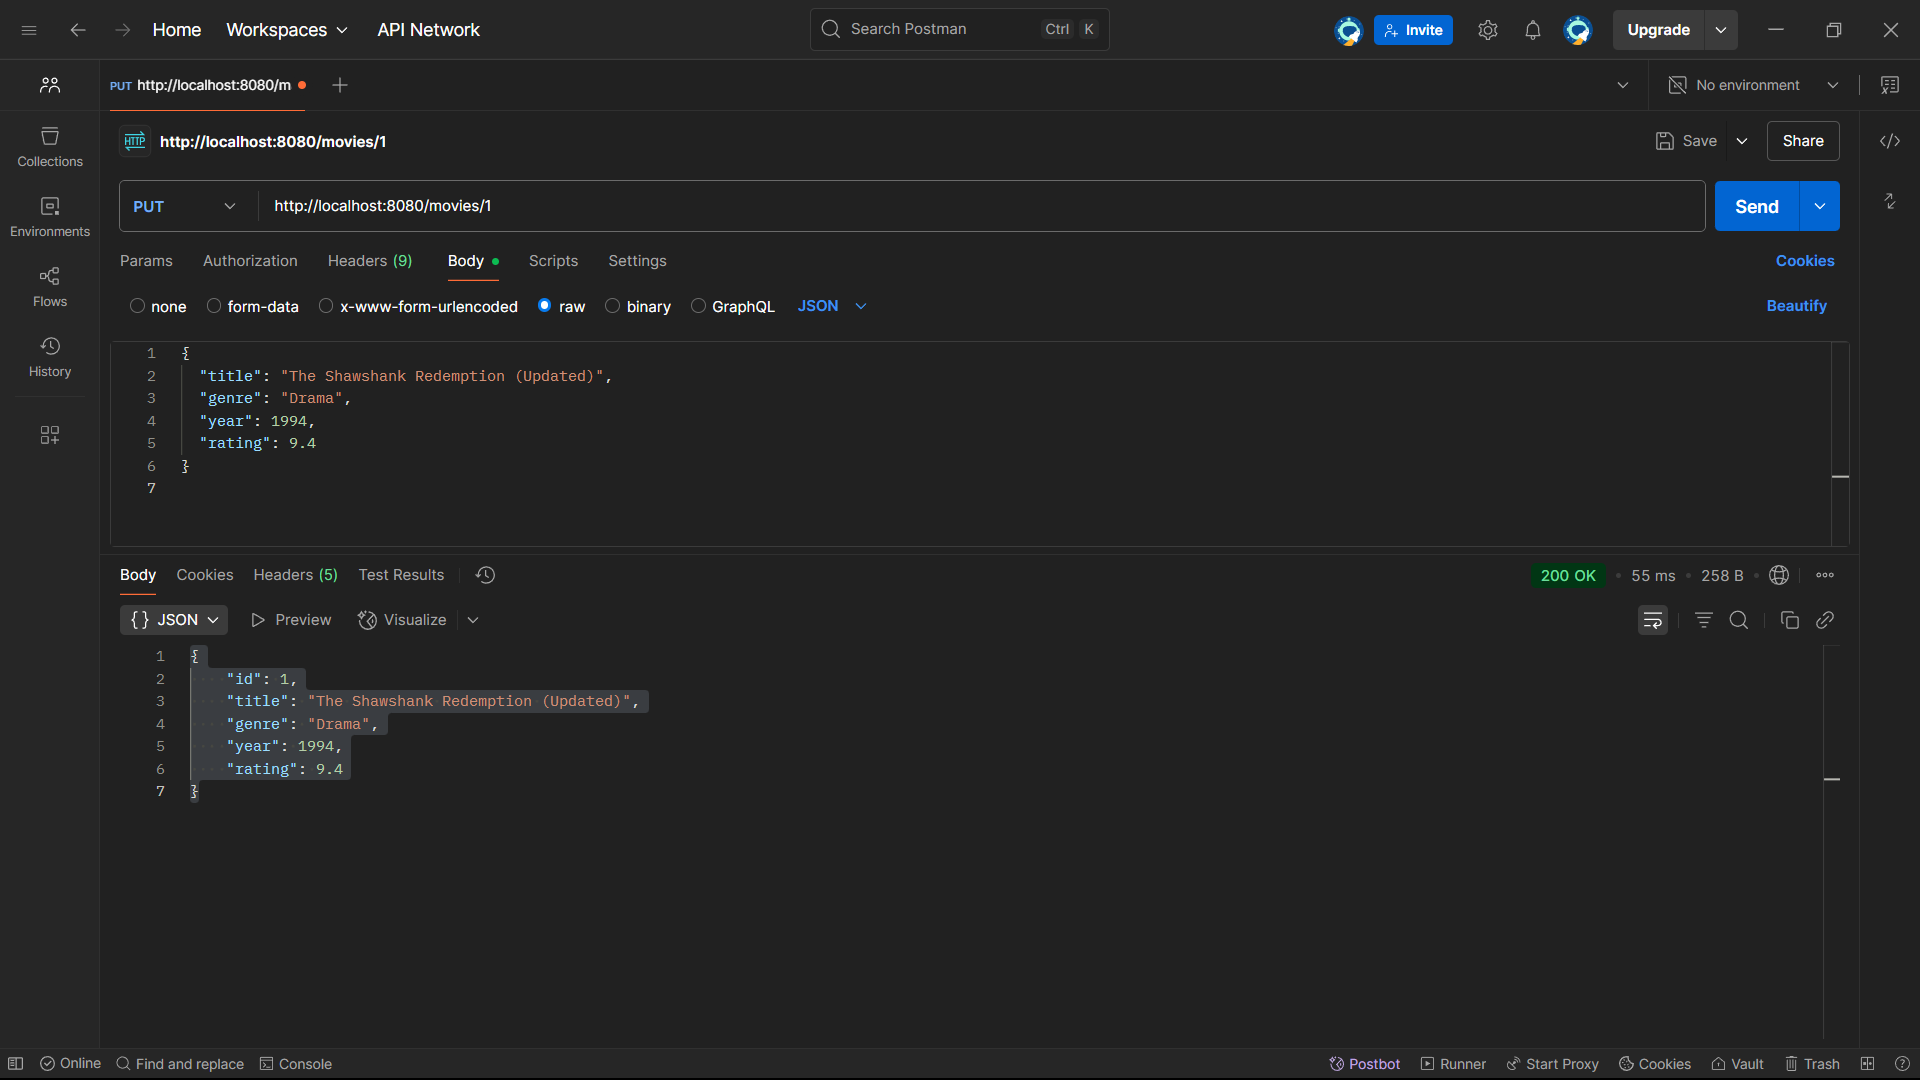 Home Workspaces API Network Search Postman Ctrl K Invite Upgrade
PUT http://localhost:8080/m No environment
HTTP http://localhost:8080/movies/1 Save Share
Collections
Environments
Flows
History
PUT http://localhost:8080/movies/1 Send
Params Authorization Headers (9) Body Scripts Settings Cookies
none form-data x-www-form-urlencoded raw binary GraphQL JSON Beautify
1 {
2 "title": "The Shawshank Redemption (Updated)",
3 "genre": "Drama",
4 "year": 1994,
5 "rating": 9.4
6 }
7
Body Cookies Headers (5) Test Results 200 OK • 55 ms • 258 B •
{} JSON Preview Visualize
1 {
2 "id": 1,
3 "title": "The Shawshank Redemption (Updated)",
4 "genre": "Drama",
5 "year": 1994,
6 "rating": 9.4
7 }
Online Find and replace Console Postbot Runner Start Proxy Cookies Vault Trash